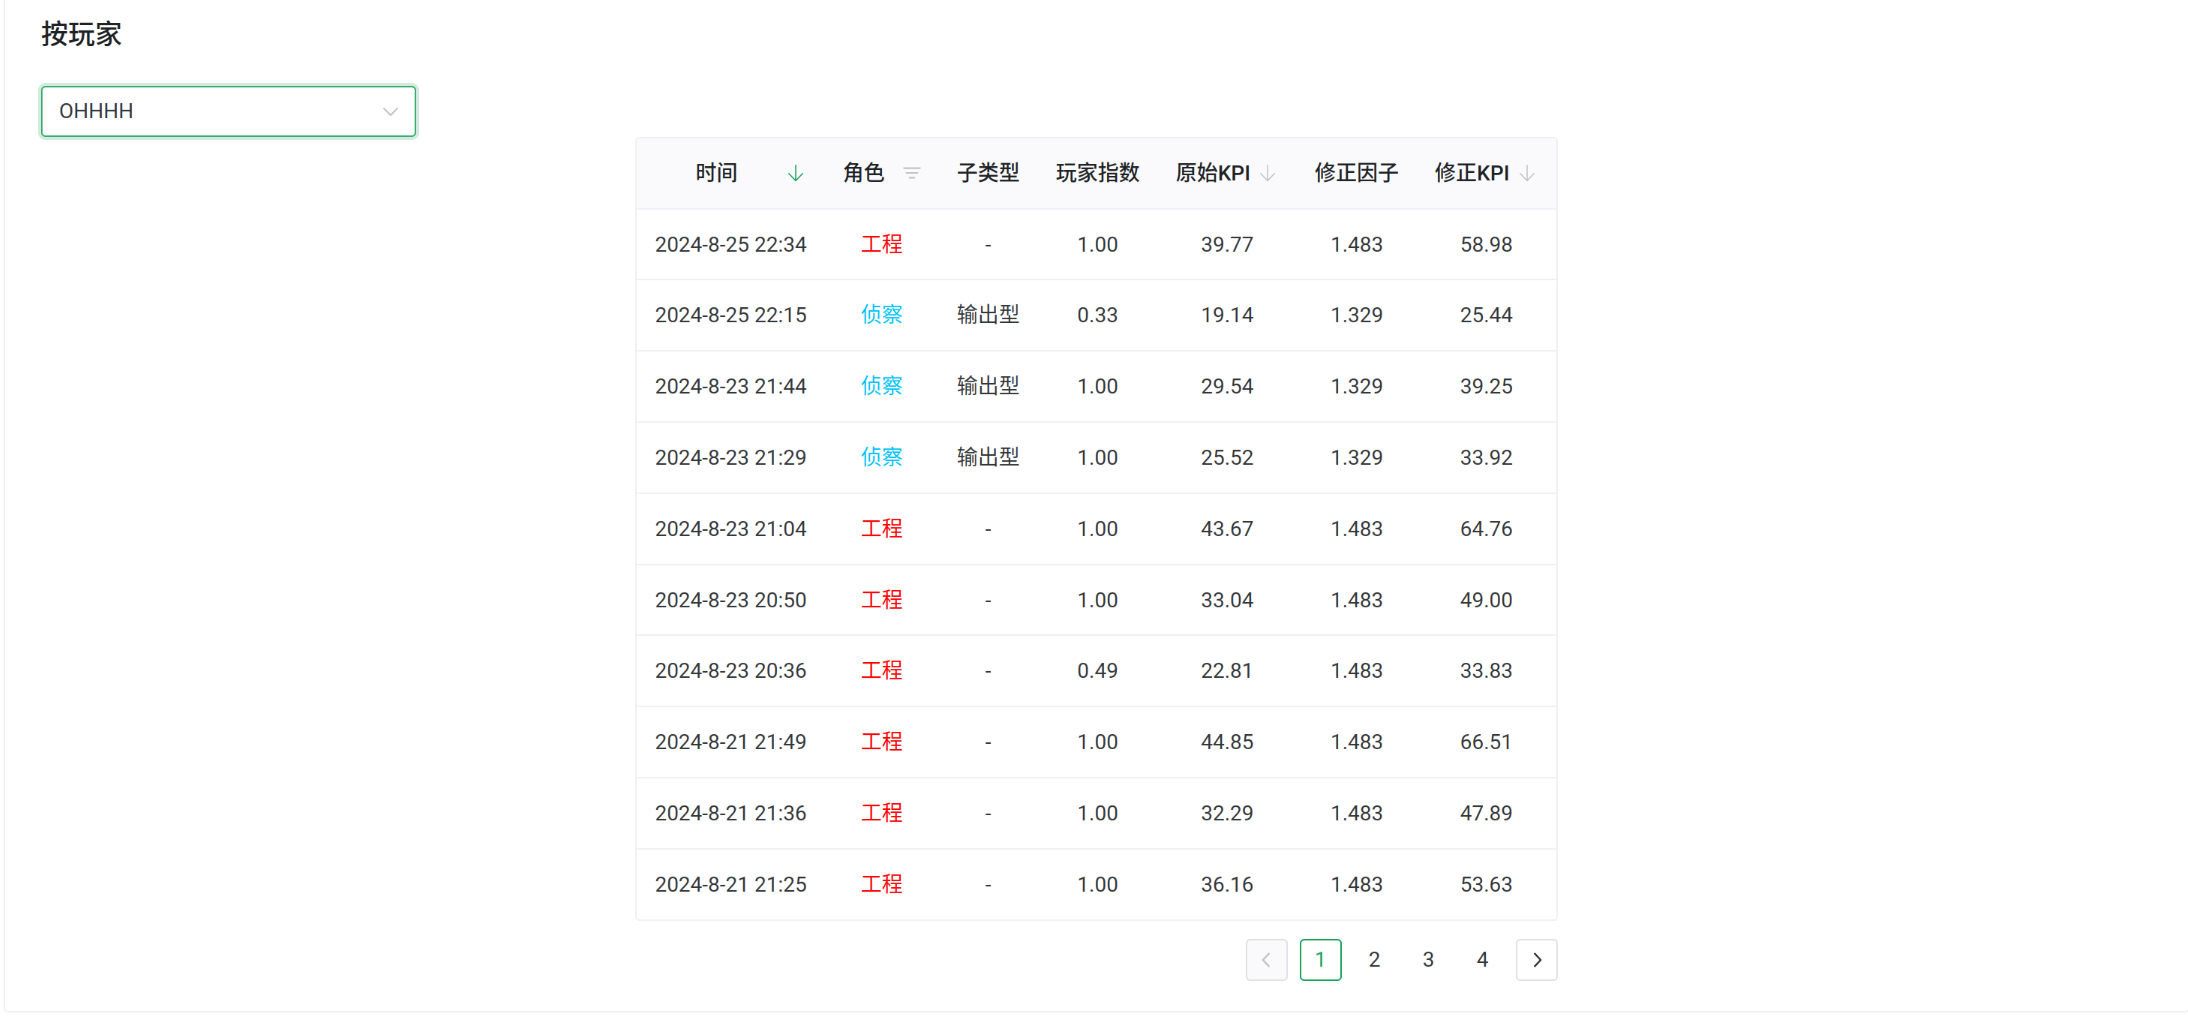 按玩家
OHHHH
时间 角色 子类型 玩家指数 原始KPI 修正因子 修正KPI
2024-8-25 22:34 工程 - 1.00 39.77 1.483 58.98
2024-8-25 22:15 侦察 输出型 0.33 19.14 1.329 25.44
2024-8-23 21:44 侦察 输出型 1.00 29.54 1.329 39.25
2024-8-23 21:29 侦察 输出型 1.00 25.52 1.329 33.92
2024-8-23 21:04 工程 - 1.00 43.67 1.483 64.76
2024-8-23 20:50 工程 - 1.00 33.04 1.483 49.00
2024-8-23 20:36 工程 - 0.49 22.81 1.483 33.83
2024-8-21 21:49 工程 - 1.00 44.85 1.483 66.51
2024-8-21 21:36 工程 - 1.00 32.29 1.483 47.89
2024-8-21 21:25 工程 - 1.00 36.16 1.483 53.63
1 2 3 4